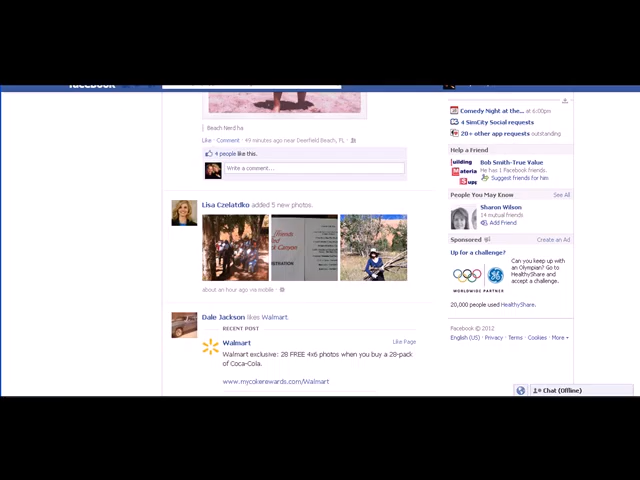 facebook
Beach Nerd ha
Like · Comment · 49 minutes ago near Deerfield Beach, FL ·
4 people like this.
Write a comment...
Lisa Czelatdko added 5 new photos.
about an hour ago via mobile ·
Dale Jackson likes Walmart.
RECENT POST
Walmart
Like Page
Walmart exclusive: 28 FREE 4x6 photos when you buy a 28-pack
of Coca-Cola.
www.mycokerewards.com/Walmart
Comedy Night at the... at 6:00pm
4 SimCity Social requests
20+ other app requests outstanding
Help a Friend
Bob Smith-True Value
He has 1 Facebook friends.
Suggest friends for him
People You May Know
See All
Sharon Wilson
14 mutual friends
Add Friend
Sponsored
Create an Ad
Up for a challenge?
Can you keep up with
an Olympian? Go to
HealthyShare and
accept a challenge.
WORLDWIDE PARTNER
20,000 people used HealthyShare.
Facebook © 2012
English (US) · Privacy · Terms · Cookies · More
Chat (Offline)